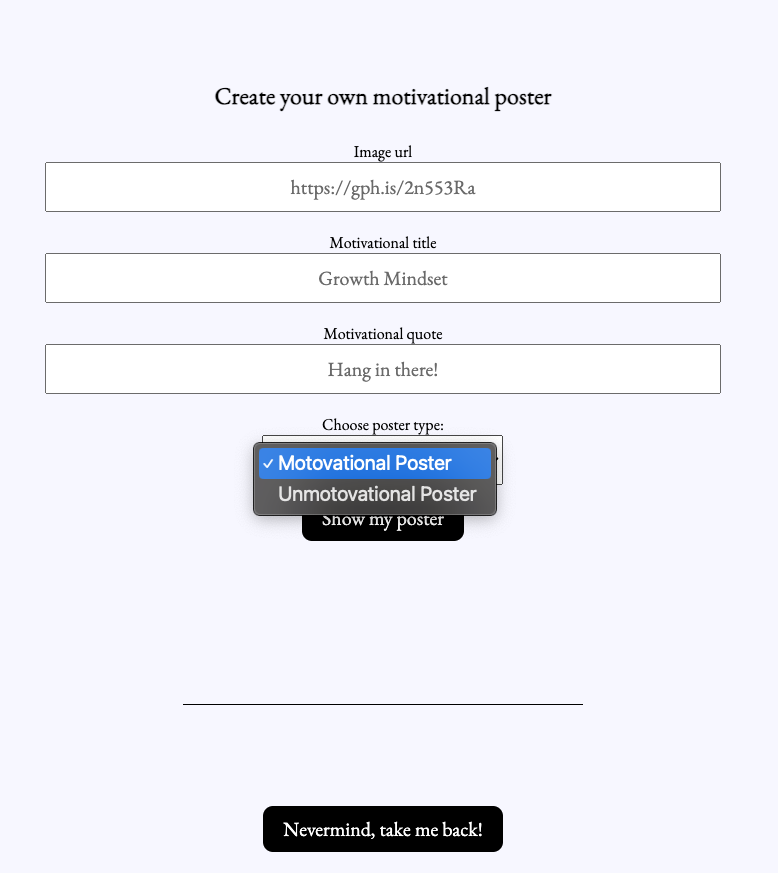 Create your own motivational poster
Image url
https://gph.is/2n553Ra
Motivational title
Growth Mindset
Motivational quote
Hang in there!
Choose poster type:
✓ Motovational Poster
Unmotovational Poster
Show my poster
Nevermind, take me back!